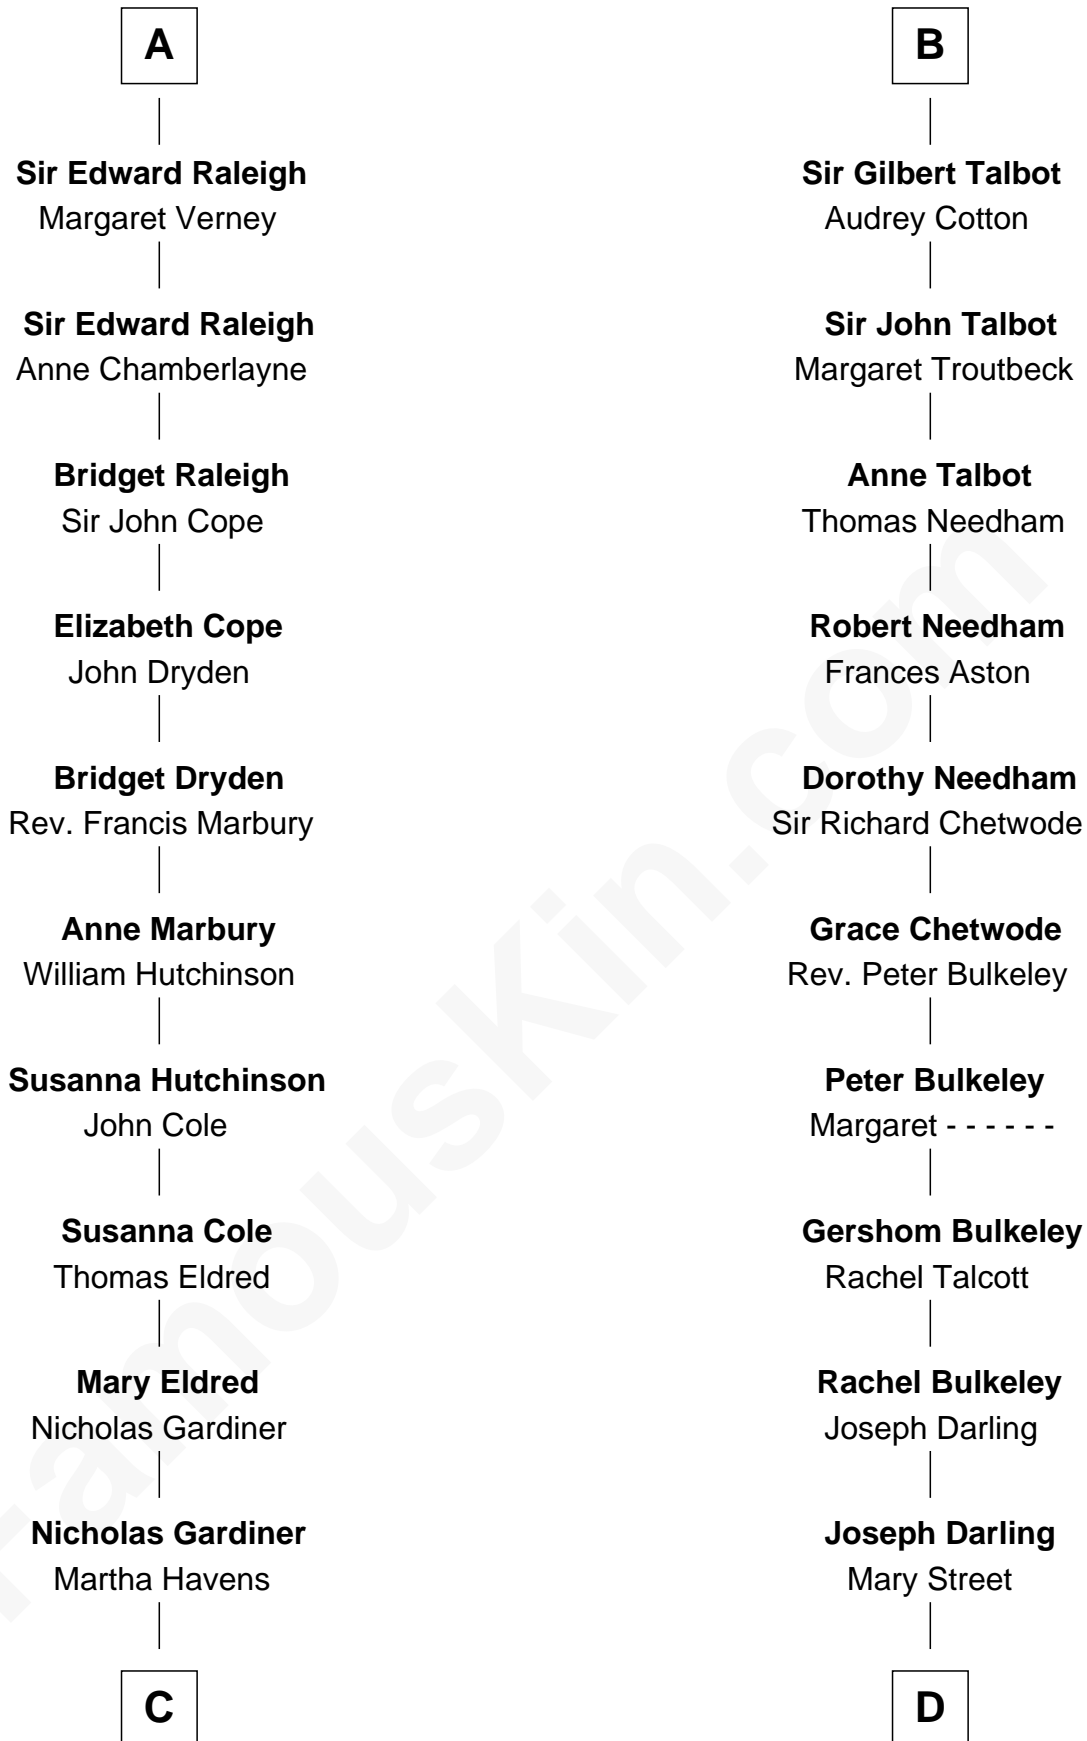 A
Sir Edward Raleigh
Margaret Verney
Sir Edward Raleigh
Anne Chamberlayne
Bridget Raleigh
Sir John Cope
Elizabeth Cope
John Dryden
Bridget Dryden
Rev. Francis Marbury
Anne Marbury
William Hutchinson
Susanna Hutchinson
John Cole
Susanna Cole
Thomas Eldred
Mary Eldred
Nicholas Gardiner
Nicholas Gardiner
Martha Havens
C
B
Sir Gilbert Talbot
Audrey Cotton
Sir John Talbot
Margaret Troutbeck
Anne Talbot
Thomas Needham
Robert Needham
Frances Aston
Dorothy Needham
Sir Richard Chetwode
Grace Chetwode
Rev. Peter Bulkeley
Peter Bulkeley
Margaret - - - - - -
Gershom Bulkeley
Rachel Talcott
Rachel Bulkeley
Joseph Darling
Joseph Darling
Mary Street
D
FamousKin.com